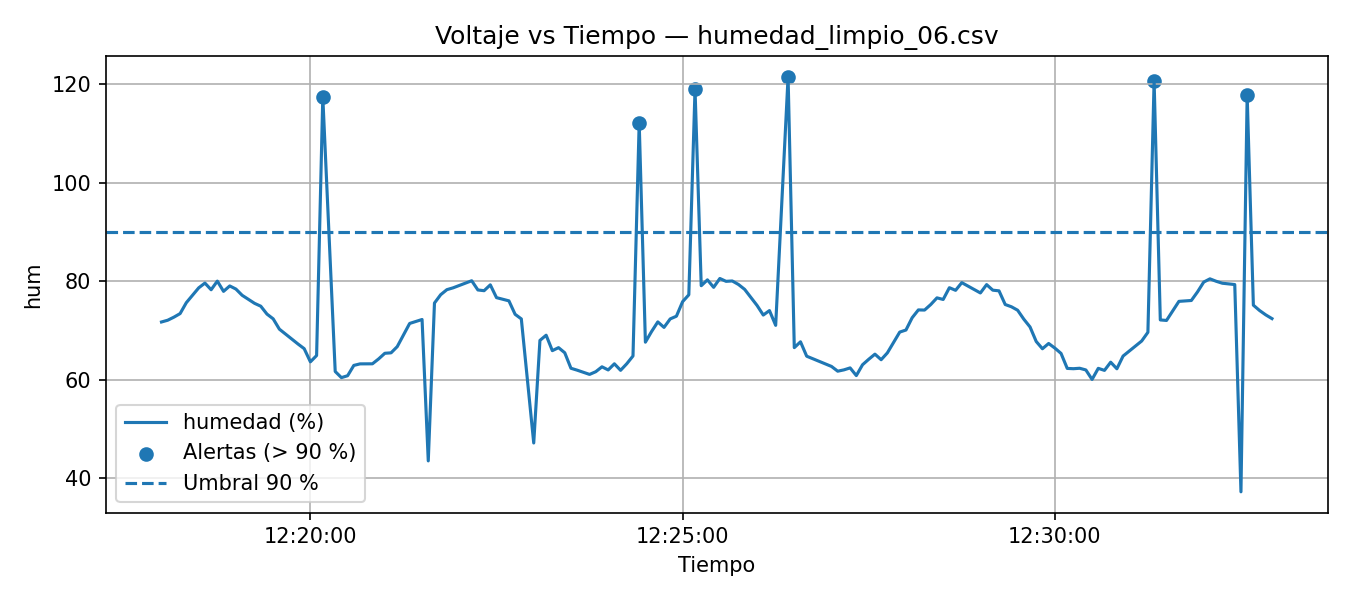 Voltaje vs Tiempo — humedad_limpio_06.csv
120
100
80
60
40
hum
humedad (%)
Alertas (> 90 %)
Umbral 90 %
12:20:00
12:25:00
12:30:00
Tiempo